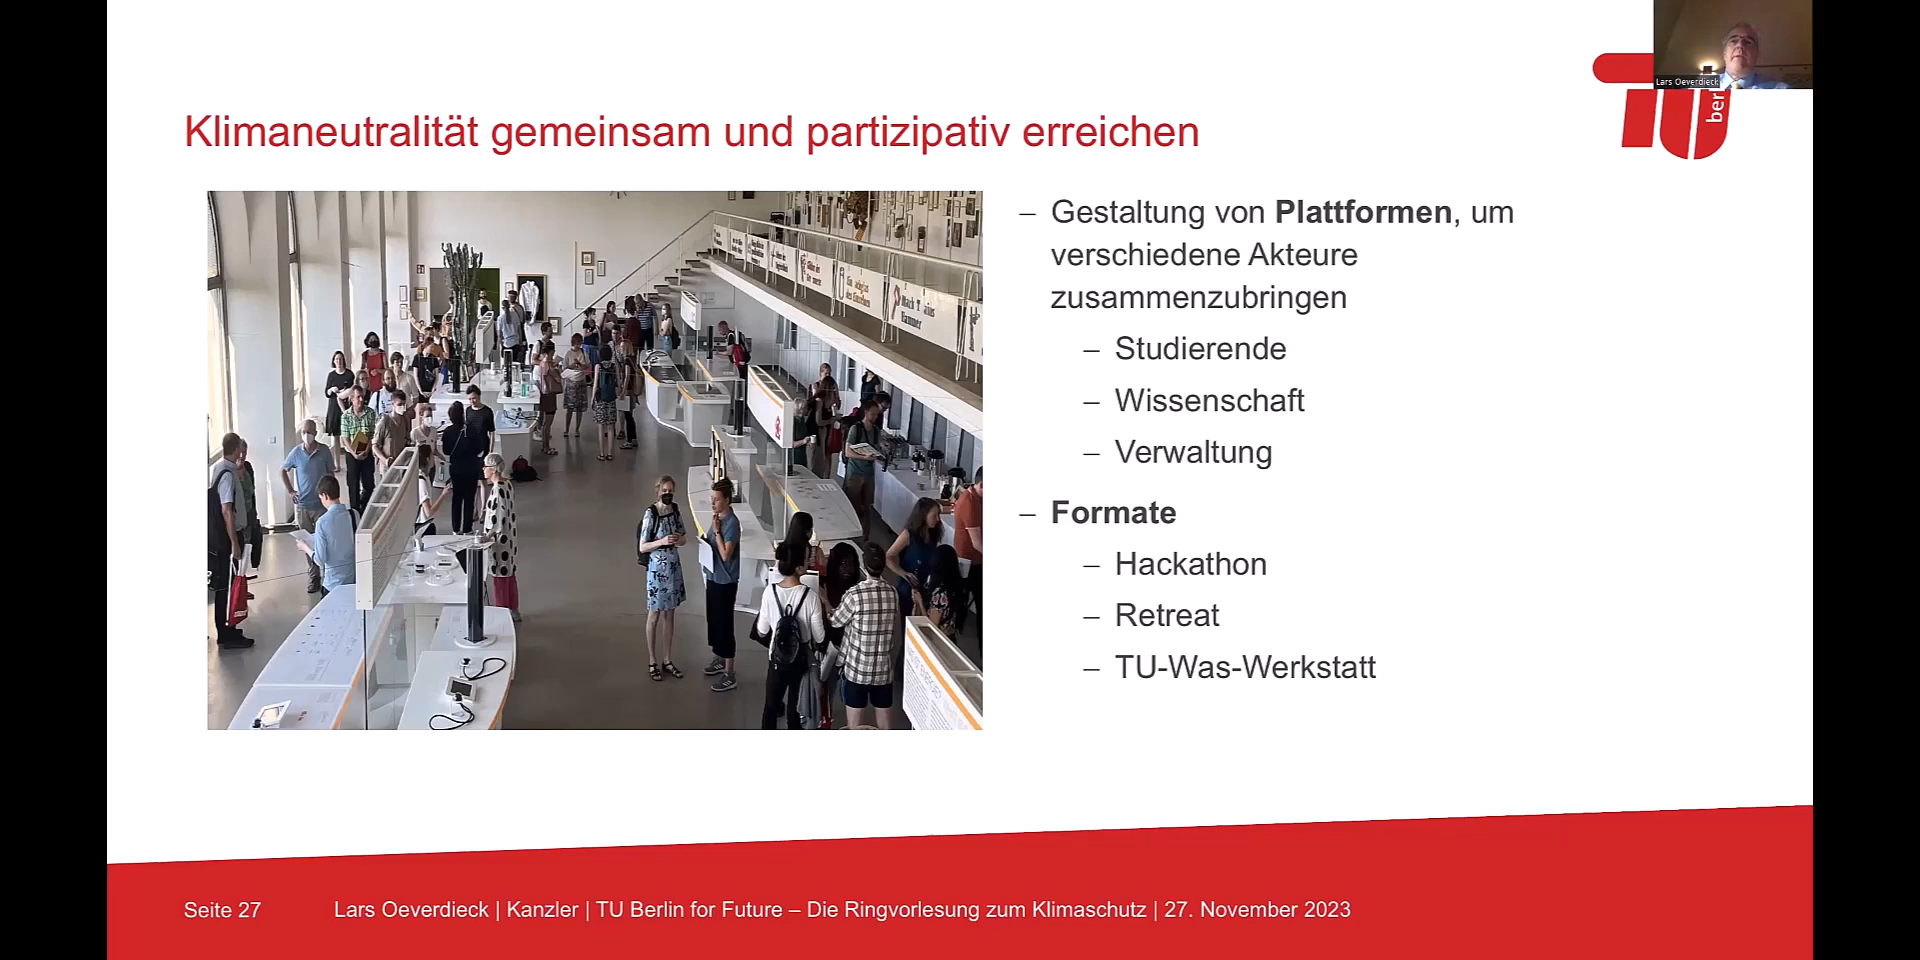 Lars Oeverdieck
TU
ber
Klimaneutralität gemeinsam und partizipativ erreichen
– Gestaltung von Plattformen, um
verschiedene Akteure
zusammenzubringen
– Studierende
– Wissenschaft
– Verwaltung
– Formate
– Hackathon
– Retreat
– TU-Was-Werkstatt
Seite 27
Lars Oeverdieck | Kanzler | TU Berlin for Future – Die Ringvorlesung zum Klimaschutz | 27. November 2023